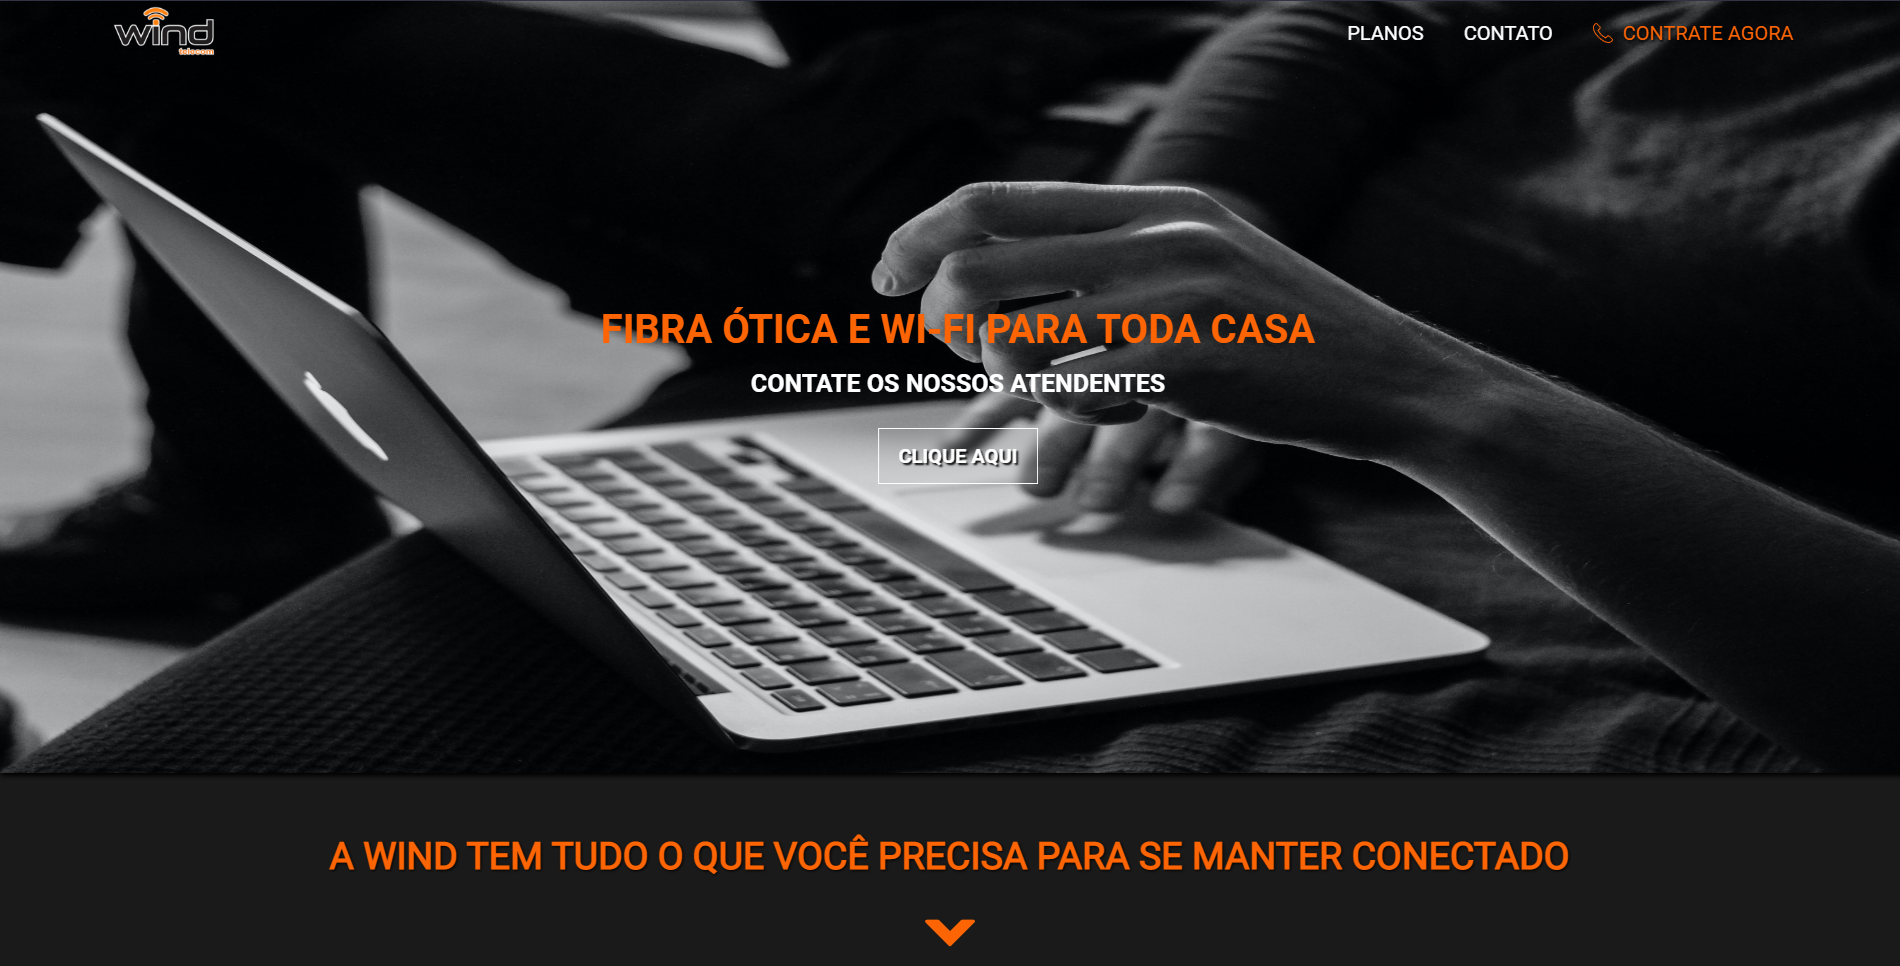 wind
telecom
PLANOS CONTATO CONTRATE AGORA
FIBRA ÓTICA E WI-FI PARA TODA CASA
CONTATE OS NOSSOS ATENDENTES
CLIQUE AQUI
A WIND TEM TUDO O QUE VOCÊ PRECISA PARA SE MANTER CONECTADO